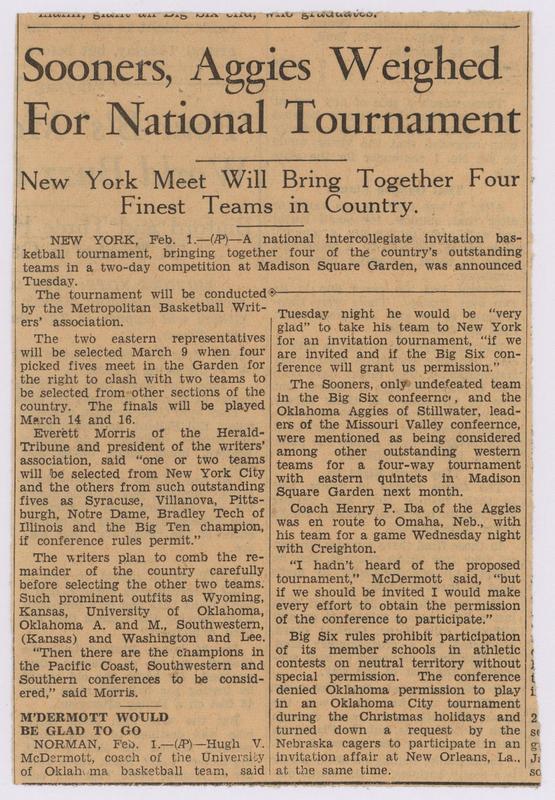 Sooners, Aggies Weighed
For National Tournament
New York Meet Will Bring Together Four
Finest Teams in Country.
NEW YORK, Feb. 1.—(AP)—A national intercollegiate invitation bas-
ketball tournament, bringing together four of the country's outstanding
teams in a two-day competition at Madison Square Garden, was announced
Tuesday.
The tournament will be conducted
by the Metropolitan Basketball Writ-
ers' association.
The two eastern representatives
will be selected March 9 when four
picked fives meet in the Garden for
the right to clash with two teams to
be selected from other sections of the
country. The finals will be played
March 14 and 16.
Everett Morris of the Herald-
Tribune and president of the writers'
association, said "one or two teams
will be selected from New York City
and the others from such outstanding
fives as Syracuse, Villanova, Pitts-
burgh, Notre Dame, Bradley Tech of
Illinois and the Big Ten champion,
if conference rules permit."
The writers plan to comb the re-
mainder of the country carefully
before selecting the other two teams.
Such prominent outfits as Wyoming,
Kansas, University of Oklahoma,
Oklahoma A. and M., Southwestern,
(Kansas) and Washington and Lee.
"Then there are the champions in
the Pacific Coast, Southwestern and
Southern conferences to be consid-
ered," said Morris.
M'DERMOTT WOULD
BE GLAD TO GO
NORMAN, Feb. 1.—(AP)—Hugh V.
McDermott, coach of the University
of Oklahoma basketball team, said
Tuesday night he would be "very
glad" to take his team to New York
for an invitation tournament, "if we
are invited and if the Big Six con-
ference will grant us permission."
The Sooners, only undefeated team
in the Big Six confeernce, and the
Oklahoma Aggies of Stillwater, lead-
ers of the Missouri Valley confeernce,
were mentioned as being considered
among other outstanding western
teams for a four-way tournament
with eastern quintets in Madison
Square Garden next month.
Coach Henry P. Iba of the Aggies
was en route to Omaha, Neb., with
his team for a game Wednesday night
with Creighton.
"I hadn't heard of the proposed
tournament," McDermott said, "but
if we should be invited I would make
every effort to obtain the permission
of the conference to participate."
Big Six rules prohibit participation
of its member schools in athletic
contests on neutral territory without
special permission. The conference
denied Oklahoma permission to play
in an Oklahoma City tournament
during the Christmas holidays and
turned down a request by the
Nebraska cagers to participate in an
invitation affair at New Orleans, La.,
at the same time.